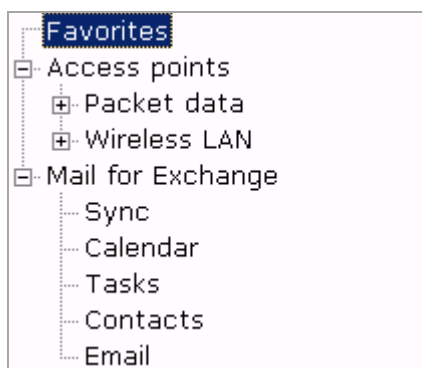 Favorites
Access points
Packet data
Wireless LAN
Mail for Exchange
Sync
Calendar
Tasks
Contacts
Email